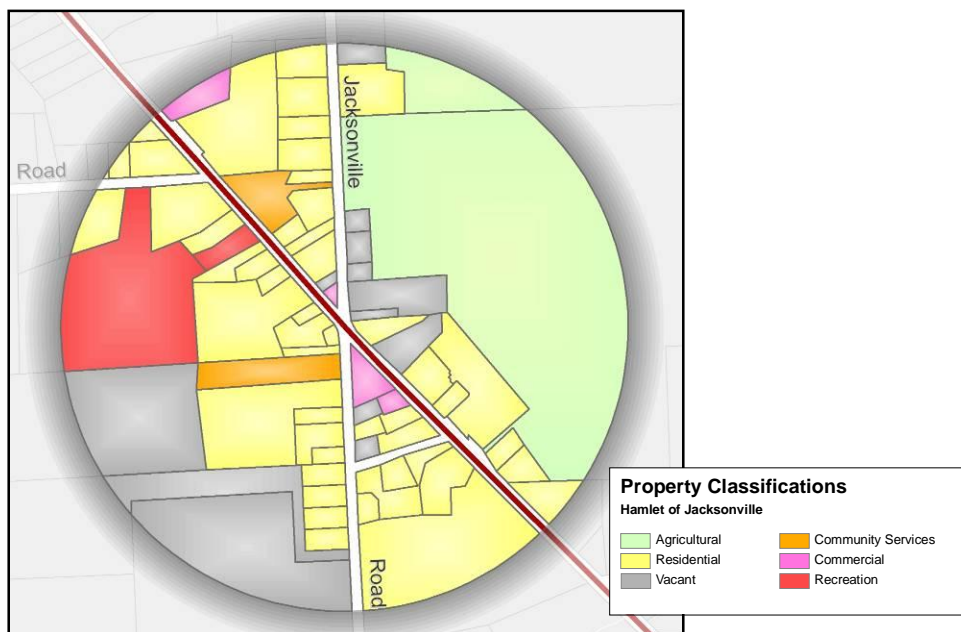 Jacksonville
Road
Road
Property Classifications
Hamlet of Jacksonville
Agricultural
Residential
Vacant
Community Services
Commercial
Recreation